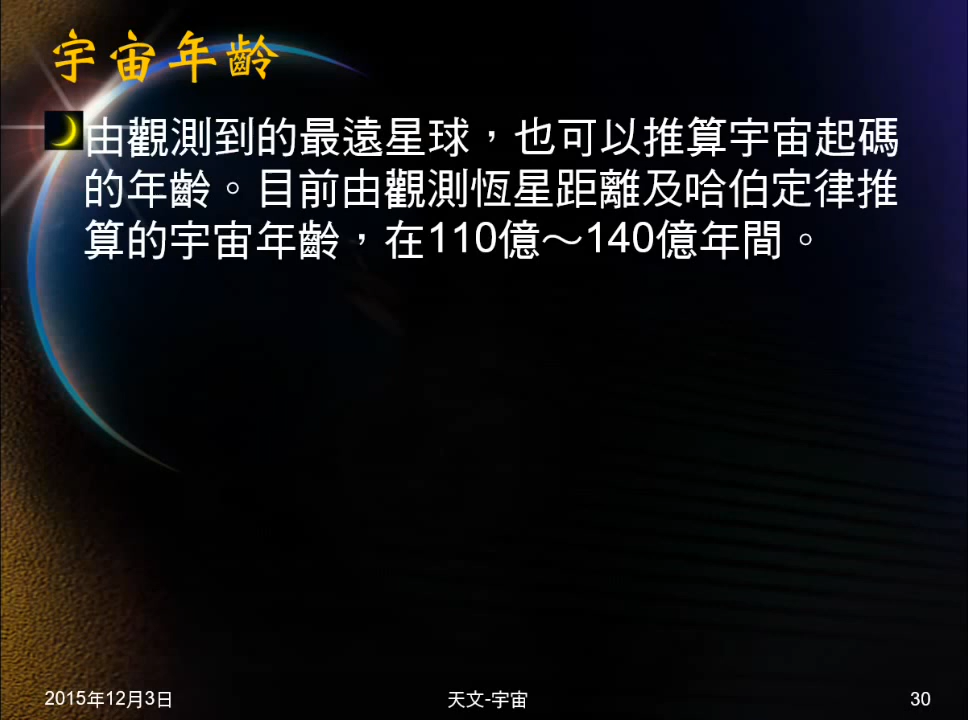 宇宙年齡
由觀測到的最遠星球，也可以推算宇宙起碼
的年齡。目前由觀測恆星距離及哈伯定律推
算的宇宙年齡，在110億～140億年間。
2015年12月3日
天文-宇宙
30